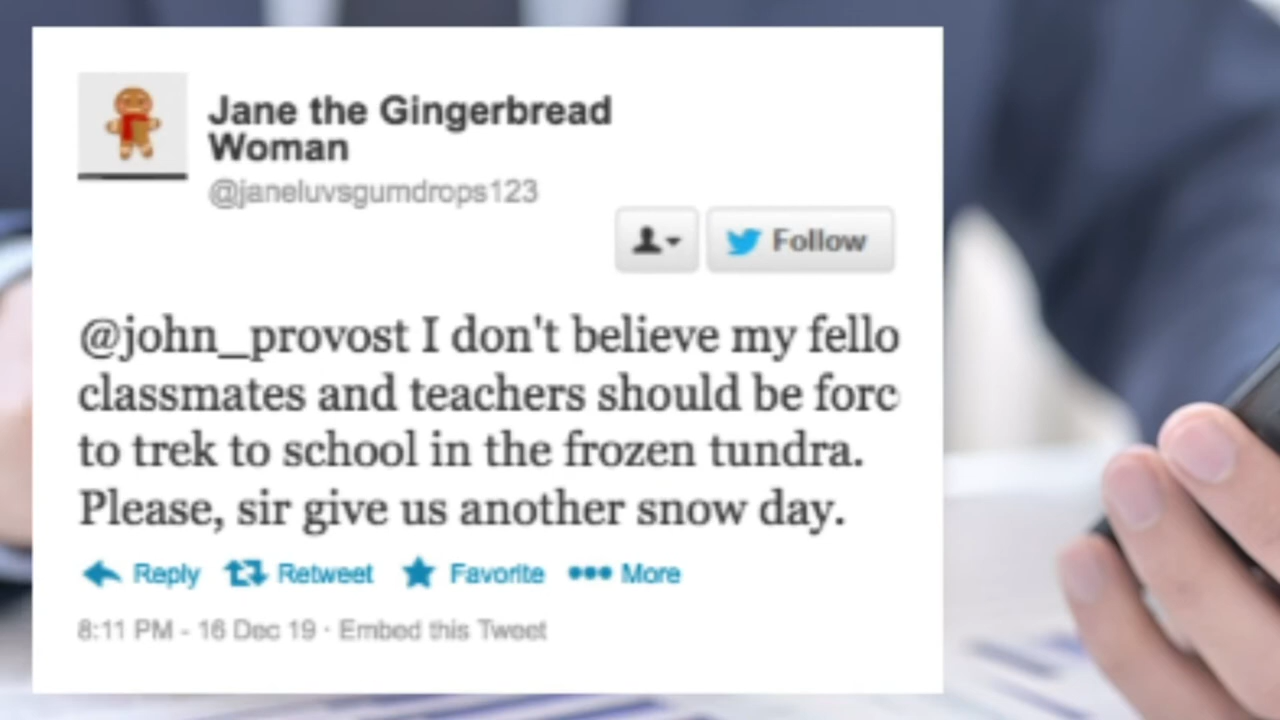 Jane the Gingerbread
Woman
@janeluvsgumdrops123
Follow
@john_provost I don't believe my fello
classmates and teachers should be forc
to trek to school in the frozen tundra.
Please, sir give us another snow day.
Reply Retweet Favorite More
8:11 PM - 16 Dec 19 · Embed this Tweet